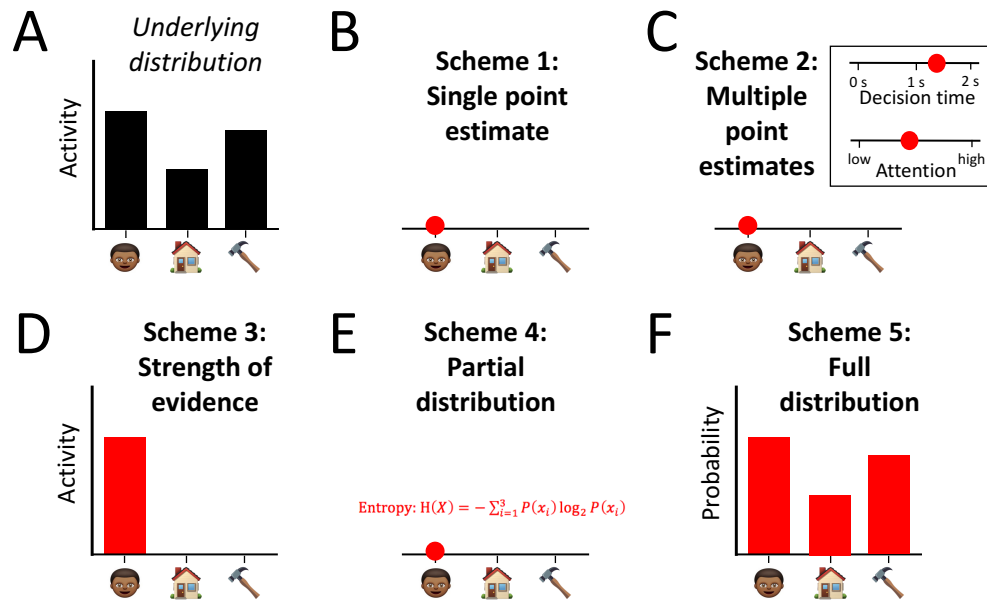 A
Underlying
distribution
Activity
B
Scheme 1:
Single point
estimate
C
Scheme 2:
Multiple
point
estimates
0 s
1 s
2 s
Decision time
low
high
Attention
D
Scheme 3:
Strength of
evidence
Activity
E
Scheme 4:
Partial
distribution
Entropy: H(X) = − ∑³ᵢ₌₁ P(xᵢ) log₂ P(xᵢ)
F
Scheme 5:
Full
distribution
Probability